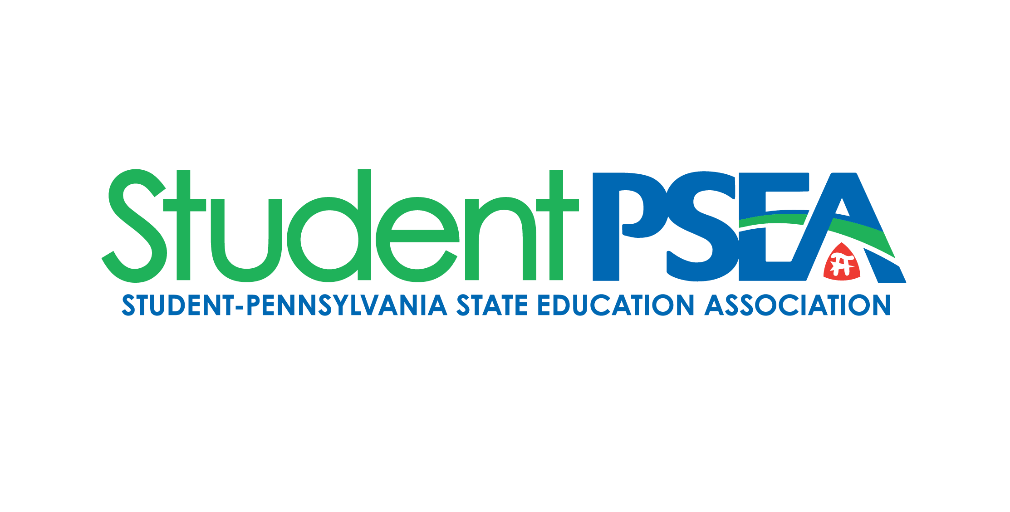 StudentPSEA
STUDENT-PENNSYLVANIA STATE EDUCATION ASSOCIATION